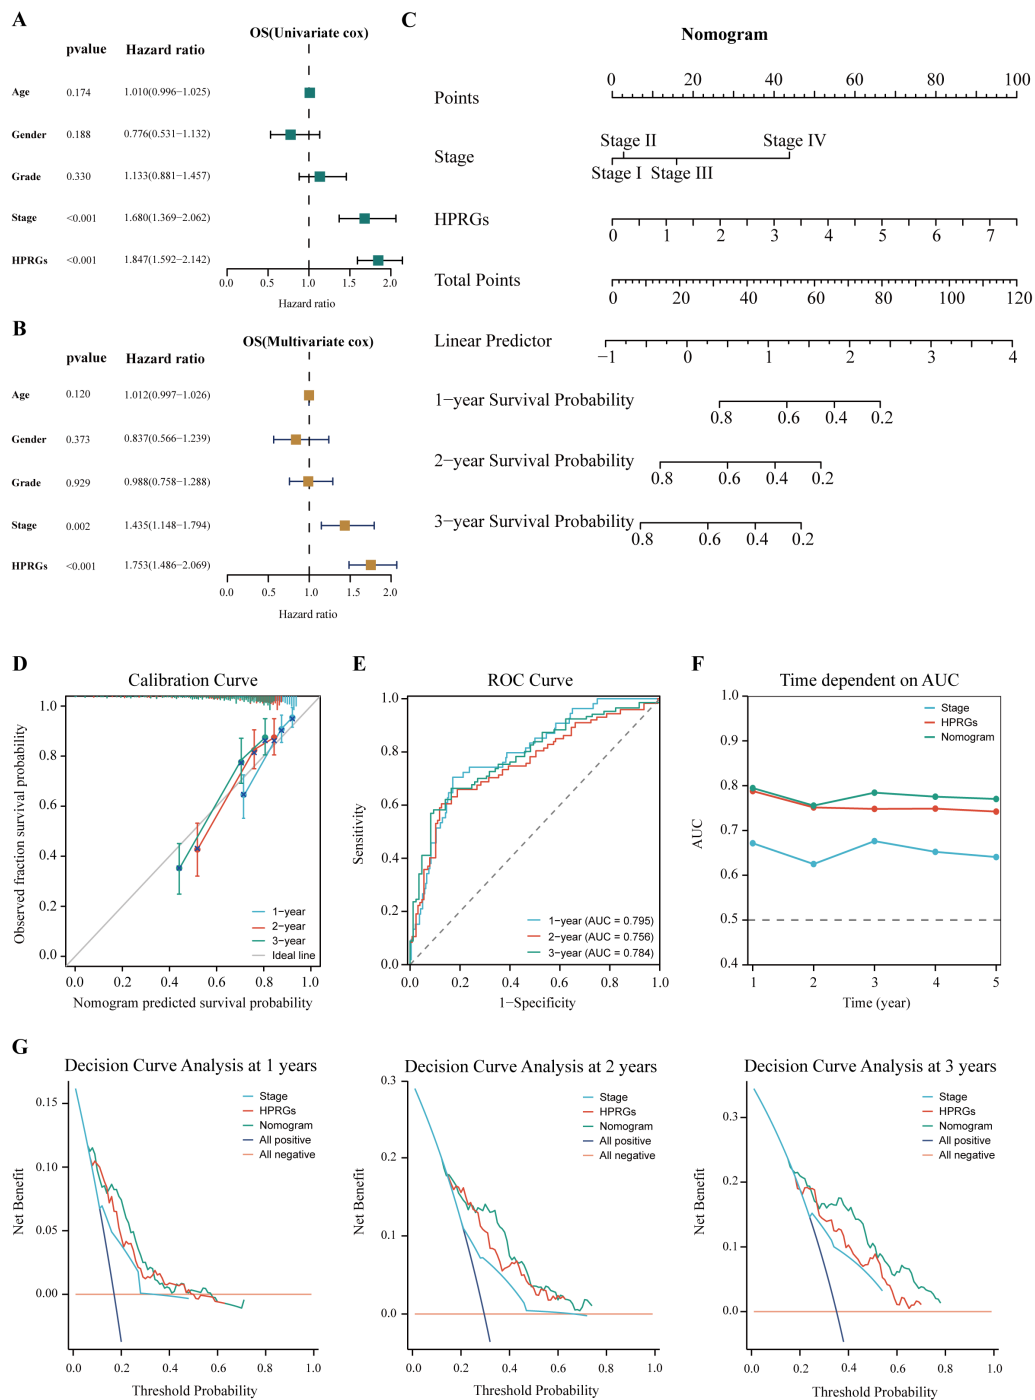 A
OS(Univariate cox)
pvalue Hazard ratio
Age 0.174 1.010(0.996−1.025)
Gender 0.188 0.776(0.531−1.132)
Grade 0.330 1.133(0.881−1.457)
Stage <0.001 1.680(1.369−2.062)
HPRGs <0.001 1.847(1.592−2.142)
0.0 0.5 1.0 1.5 2.0
Hazard ratio
B
OS(Multivariate cox)
pvalue Hazard ratio
Age 0.120 1.012(0.997−1.026)
Gender 0.373 0.837(0.566−1.239)
Grade 0.929 0.988(0.758−1.288)
Stage 0.002 1.435(1.148−1.794)
HPRGs <0.001 1.753(1.486−2.069)
0.0 0.5 1.0 1.5 2.0
Hazard ratio
C
Nomogram
0 20 40 60 80 100
Points
Stage II Stage IV
Stage
Stage I Stage III
HPRGs
0 1 2 3 4 5 6 7
Total Points
0 20 40 60 80 100 120
Linear Predictor
−1 0 1 2 3 4
1−year Survival Probability
0.8 0.6 0.4 0.2
2−year Survival Probability
0.8 0.6 0.4 0.2
3−year Survival Probability
0.8 0.6 0.4 0.2
D
Calibration Curve
Observed fraction survival probability
1.0
0.8
0.6
0.4
0.2
0.0
1−year
2−year
3−year
Ideal line
0.0 0.2 0.4 0.6 0.8 1.0
Nomogram predicted survival probability
E
ROC Curve
Sensitivity
1.0
0.8
0.6
0.4
0.2
0.0
1−year (AUC = 0.795)
2−year (AUC = 0.756)
3−year (AUC = 0.784)
0.0 0.2 0.4 0.6 0.8 1.0
1−Specificity
F
Time dependent on AUC
AUC
1.0
0.9
0.8
0.7
0.6
0.5
0.4
Stage
HPRGs
Nomogram
1 2 3 4 5
Time (year)
G
Decision Curve Analysis at 1 years
Net Benefit
0.15
0.10
0.05
0.00
Stage
HPRGs
Nomogram
All positive
All negative
0.0 0.2 0.4 0.6 0.8 1.0
Threshold Probability
Decision Curve Analysis at 2 years
Net Benefit
0.3
0.2
0.1
0.0
Stage
HPRGs
Nomogram
All positive
All negative
0.0 0.2 0.4 0.6 0.8 1.0
Threshold Probability
Decision Curve Analysis at 3 years
Net Benefit
0.3
0.2
0.1
0.0
Stage
HPRGs
Nomogram
All positive
All negative
0.0 0.2 0.4 0.6 0.8 1.0
Threshold Probability